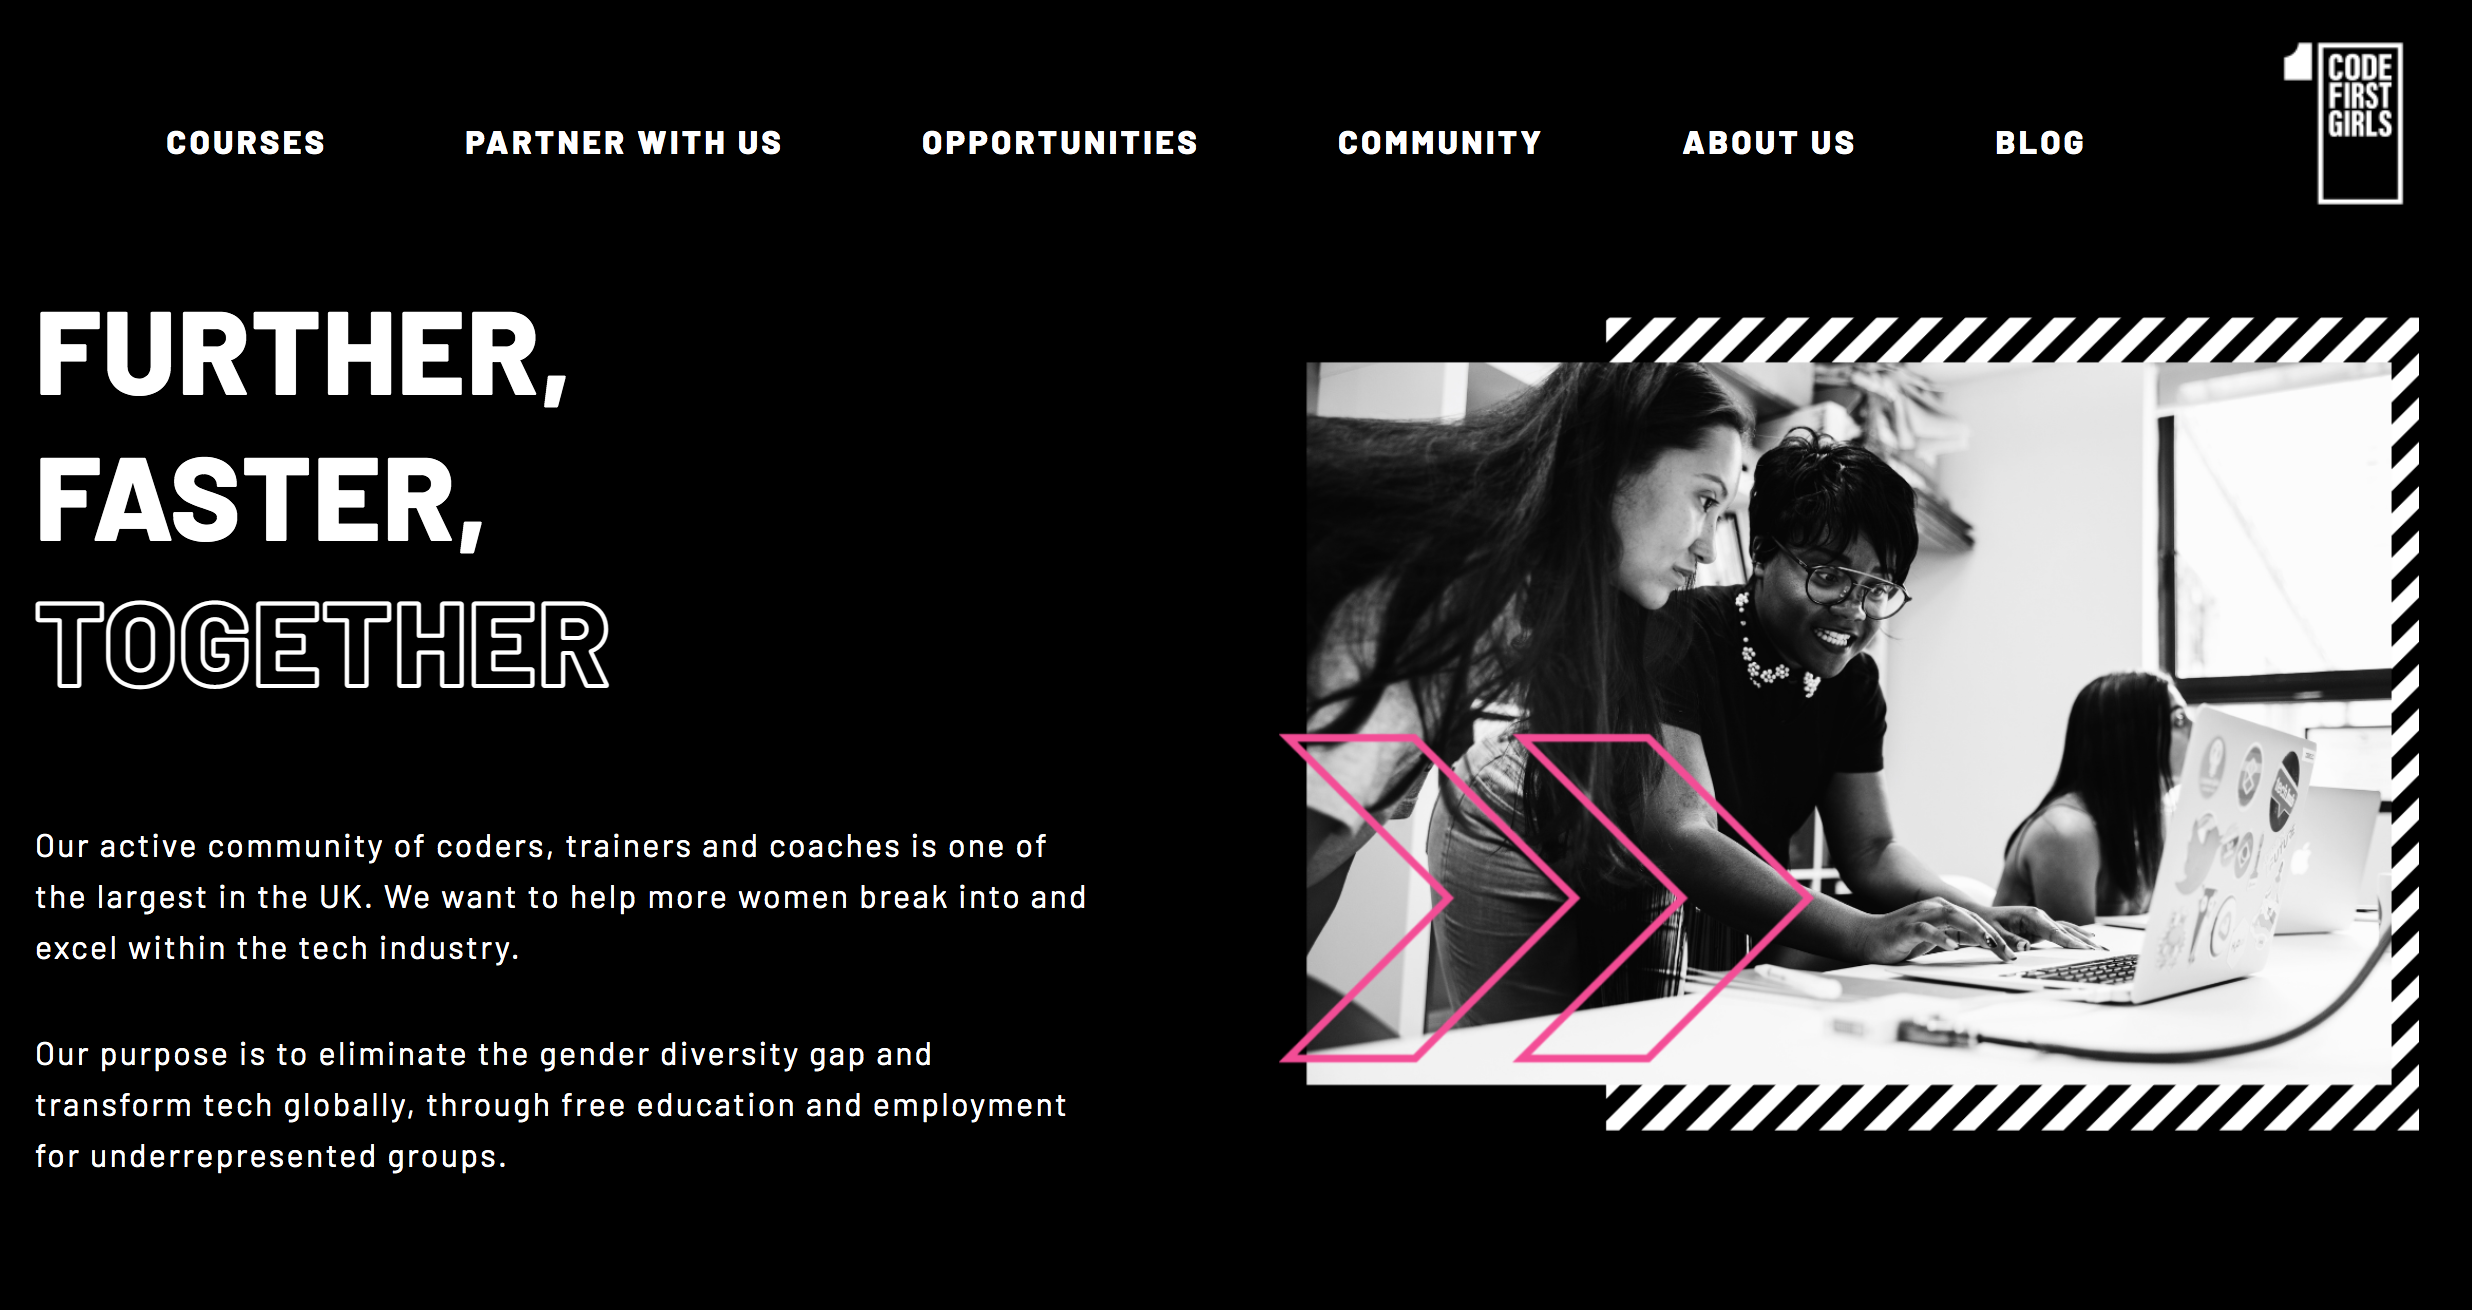 COURSES PARTNER WITH US OPPORTUNITIES COMMUNITY ABOUT US BLOG
CODE
FIRST
GIRLS
FURTHER,
FASTER,
TOGETHER
Our active community of coders, trainers and coaches is one of
the largest in the UK. We want to help more women break into and
excel within the tech industry.
Our purpose is to eliminate the gender diversity gap and
transform tech globally, through free education and employment
for underrepresented groups.